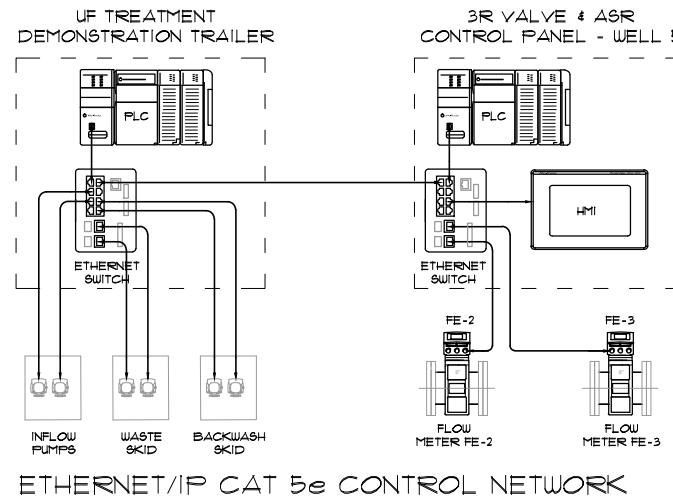 UF TREATMENT
DEMONSTRATION TRAILER
3R VALVE & ASR
CONTROL PANEL - WELL
PLC
PLC
HMI
ETHERNET
SWITCH
ETHERNET
SWITCH
FE-2
FE-3
INFLOW
PUMPS
WASTE
SKID
BACKWASH
SKID
FLOW
METER FE-2
FLOW
METER FE-3
ETHERNET/IP CAT 5e CONTROL NETWORK